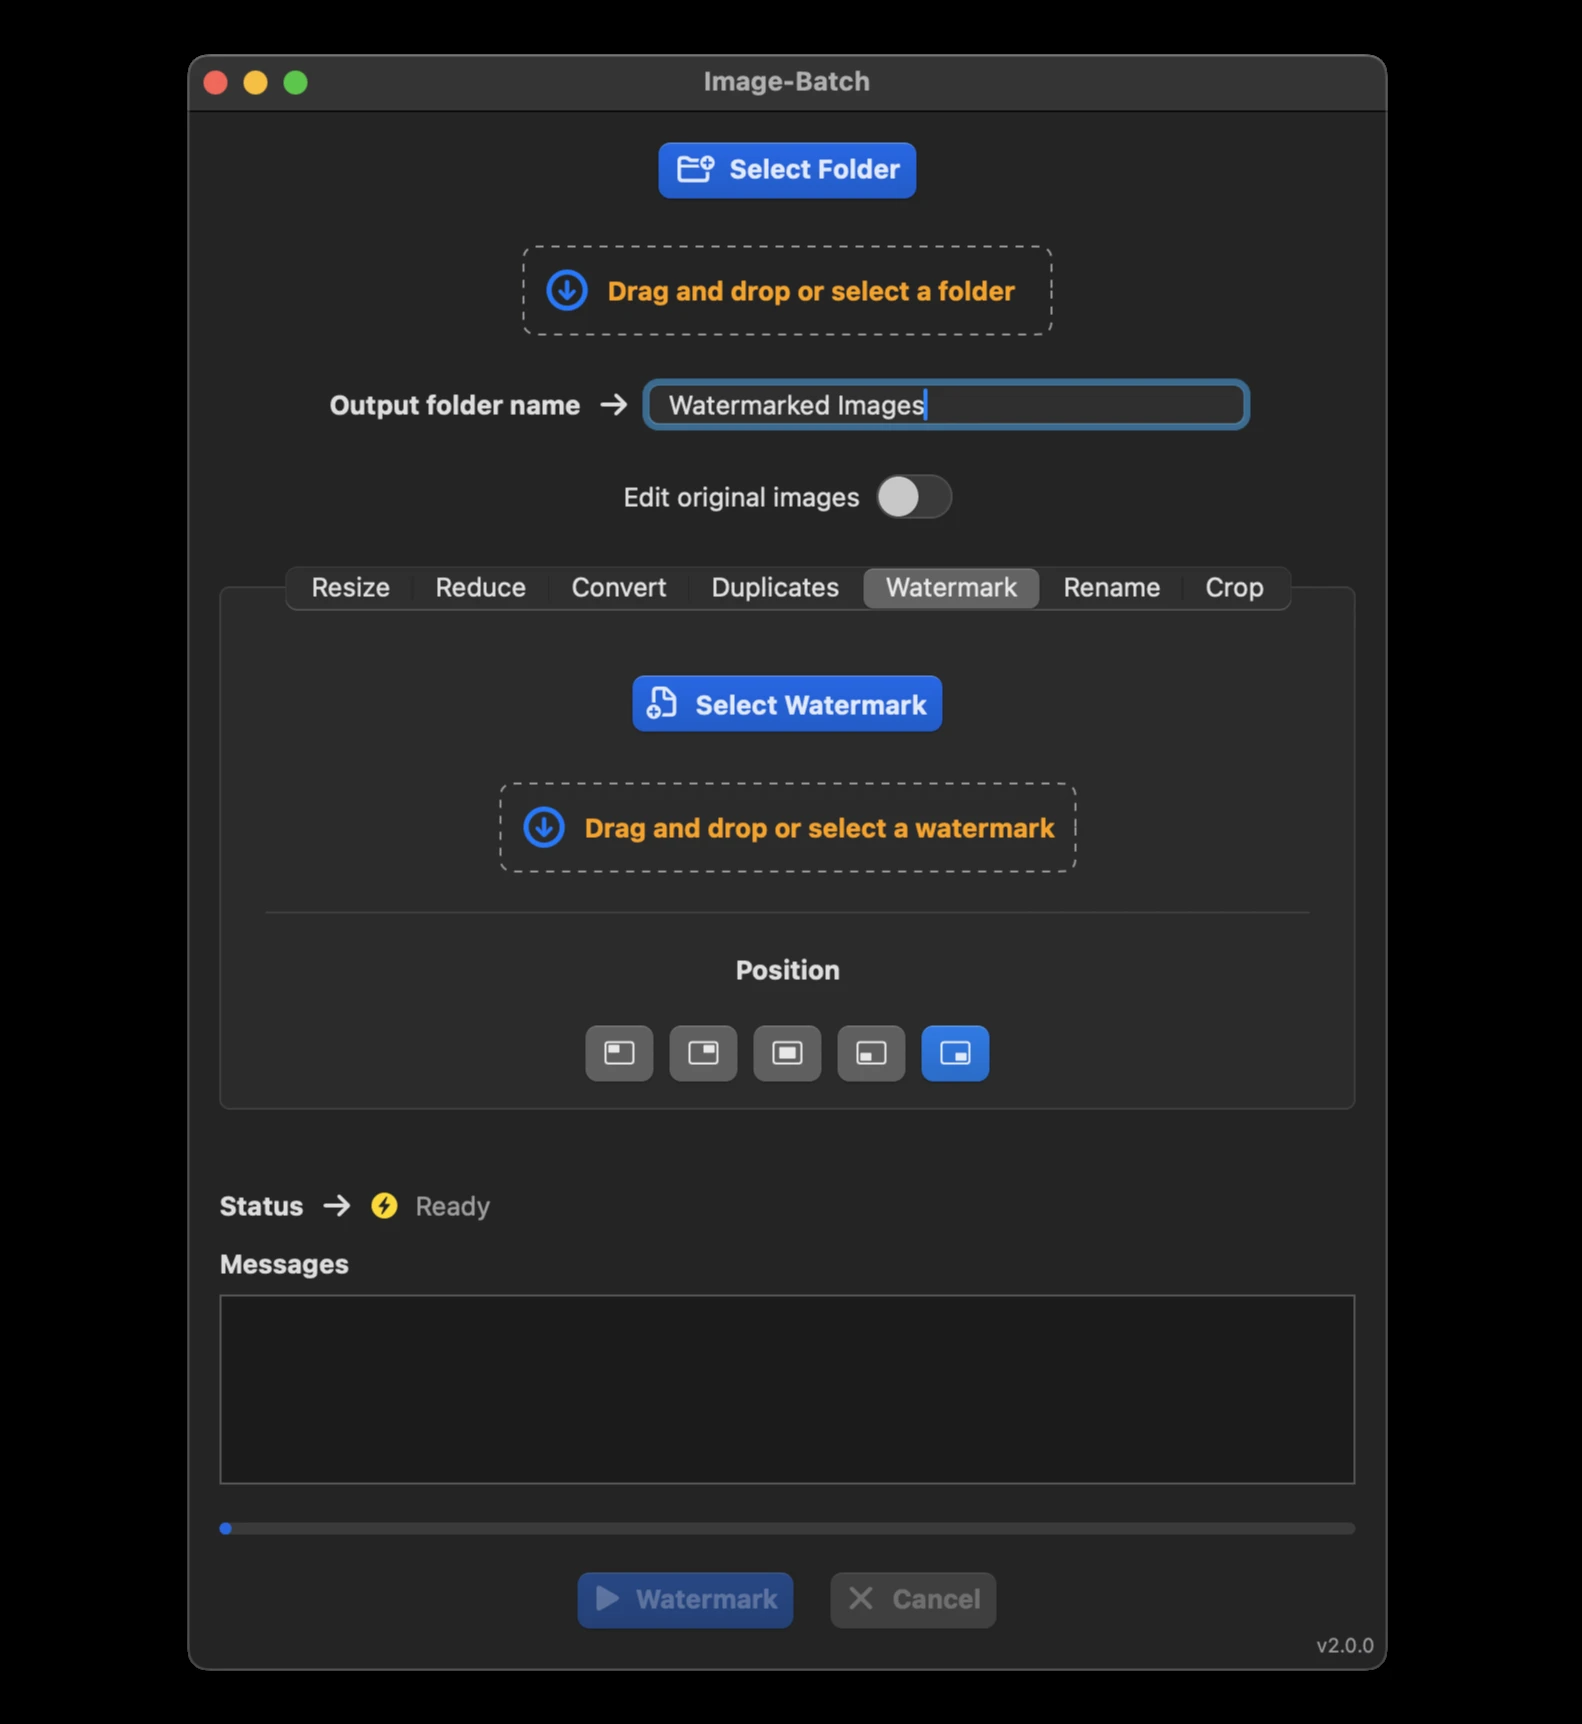 Image-Batch
Select Folder
Drag and drop or select a folder
Output folder name → Watermarked Images
Edit original images
Resize Reduce Convert Duplicates Watermark Rename Crop
Select Watermark
Drag and drop or select a watermark
Position
Status → Ready
Messages
Watermark Cancel
v2.0.0